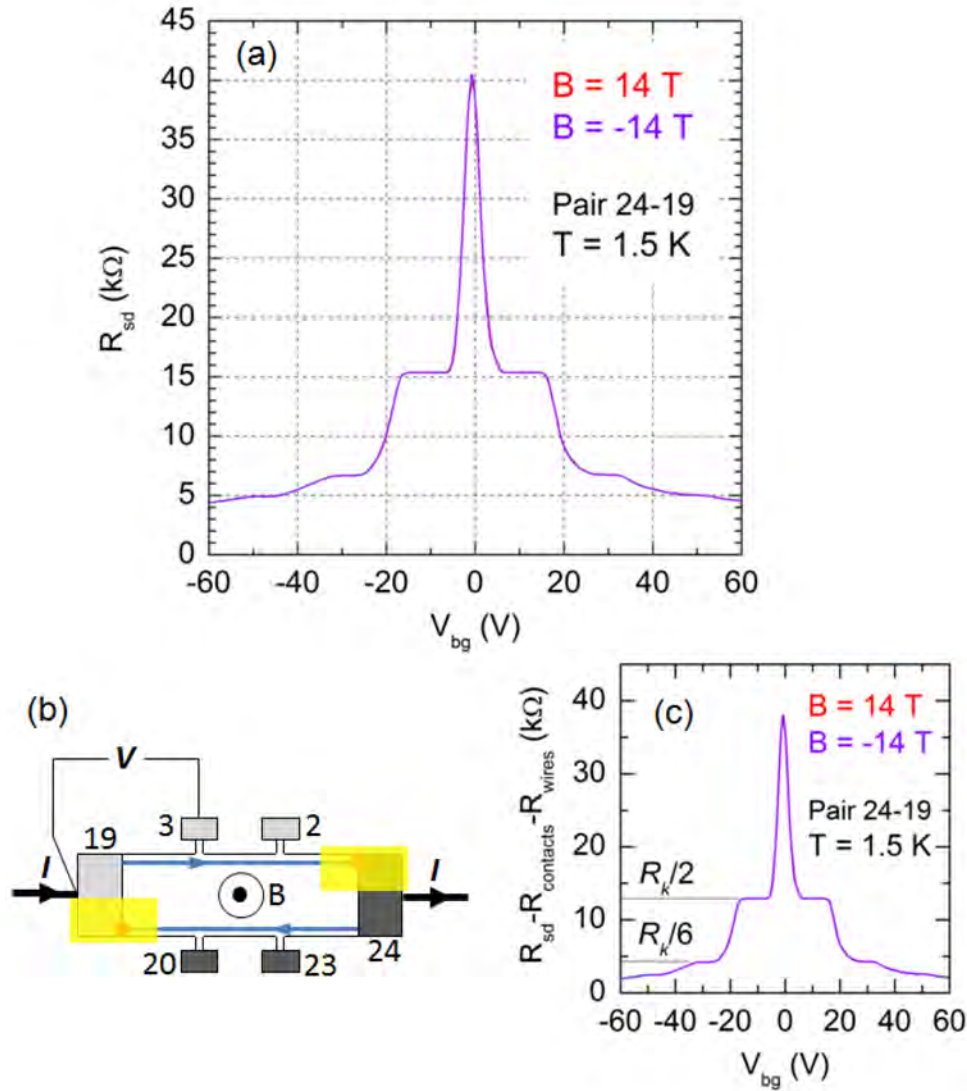 (a)
45
40
35
30
25
20
15
10
5
0
R_sd (kΩ)
B = 14 T
B = -14 T
Pair 24-19
T = 1.5 K
-60 -40 -20 0 20 40 60
V_bg (V)
(b)
V
19
3
2
I
B
I
20
23
24
(c)
40
30
20
10
0
R_sd-R_contacts-R_wires (kΩ)
B = 14 T
B = -14 T
Pair 24-19
T = 1.5 K
R_k/2
R_k/6
-60 -40 -20 0 20 40 60
V_bg (V)